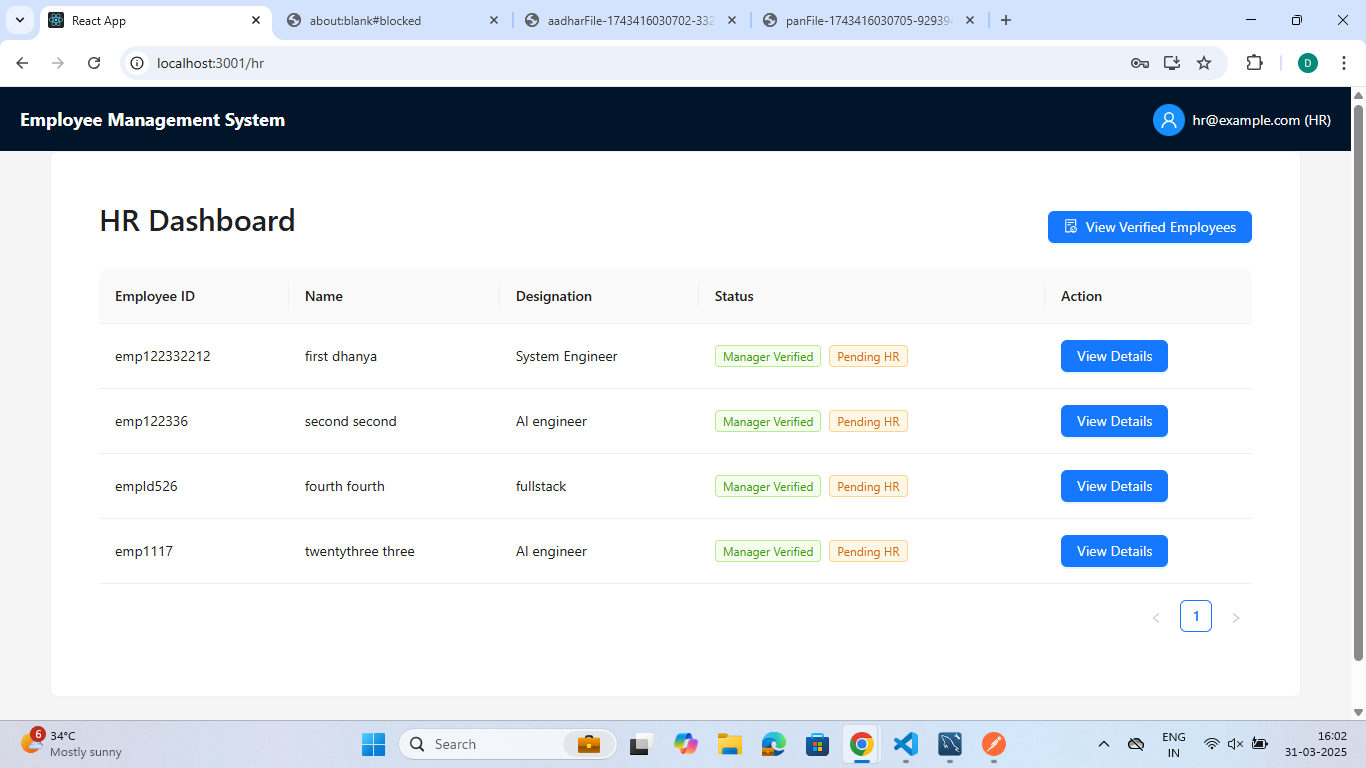 React App
about:blank#blocked
aadharFile-1743416030702-332
panFile-1743416030705-92939
localhost:3001/hr
D
Employee Management System
hr@example.com (HR)
HR Dashboard
View Verified Employees
Employee ID Name Designation Status Action
emp122332212 first dhanya System Engineer Manager Verified Pending HR View Details
emp122336 second second AI engineer Manager Verified Pending HR View Details
empId526 fourth fourth fullstack Manager Verified Pending HR View Details
emp1117 twentythree three AI engineer Manager Verified Pending HR View Details
1
6
34°C
Mostly sunny
Search
ENG
IN
16:02
31-03-2025